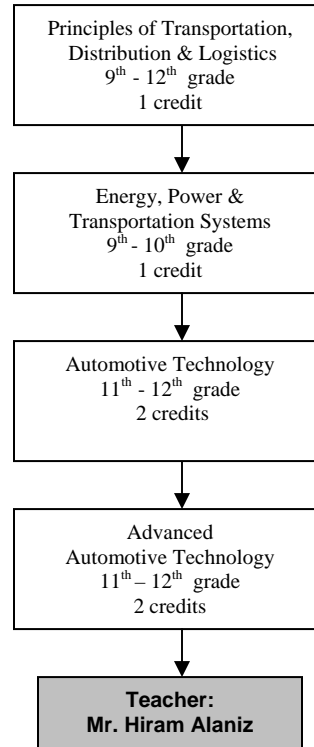 Principles of Transportation,
Distribution & Logistics
9th - 12th grade
1 credit
Energy, Power &
Transportation Systems
9th - 10th grade
1 credit
Automotive Technology
11th - 12th grade
2 credits
Advanced
Automotive Technology
11th – 12th grade
2 credits
Teacher:
Mr. Hiram Alaniz